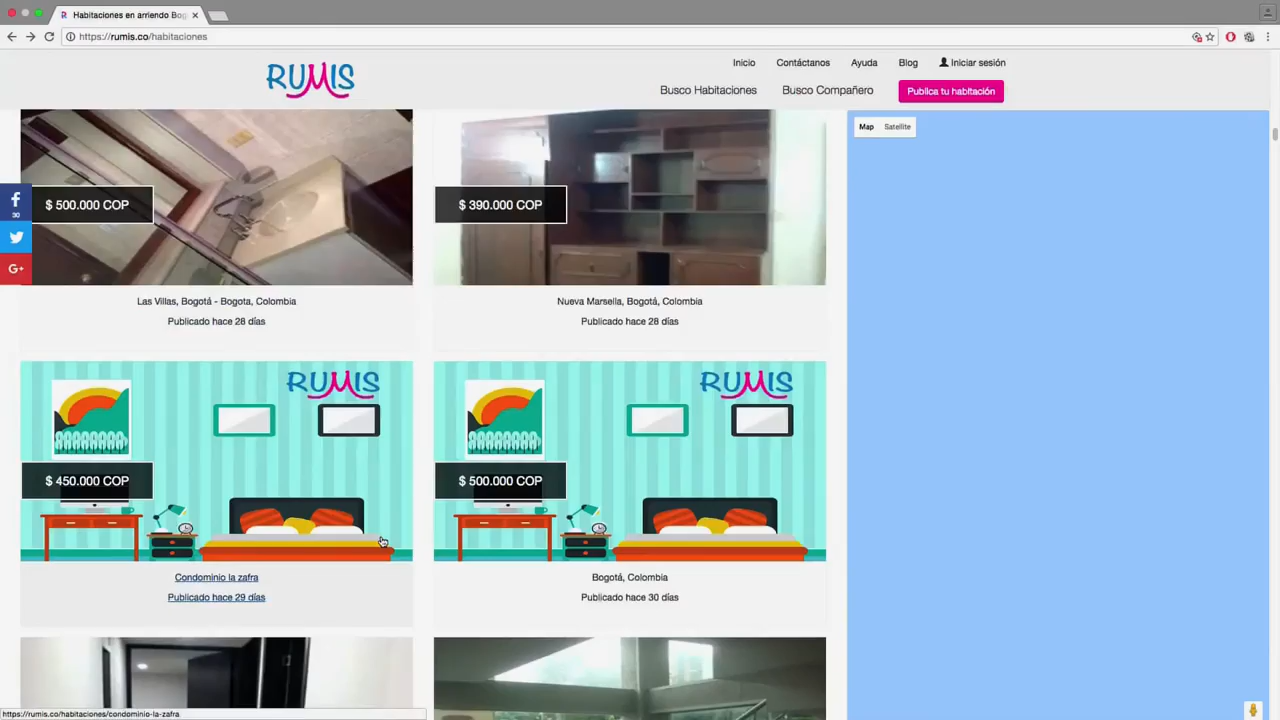 Habitaciones en arriendo Bog
https://rumis.co/habitaciones
RUMIS
Inicio
Contáctanos
Ayuda
Blog
Iniciar sesión
Busco Habitaciones
Busco Compañero
Publica tu habitación
Map
Satellite
30
$ 500.000 COP
$ 390.000 COP
Las Villas, Bogotá - Bogota, Colombia
Publicado hace 28 días
Nueva Marsella, Bogotá, Colombia
Publicado hace 28 días
RUMIS
$ 450.000 COP
RUMIS
$ 500.000 COP
Condominio la zafra
Publicado hace 29 días
Bogotá, Colombia
Publicado hace 30 días
https://rumis.co/habitaciones/condominio-la-zafra